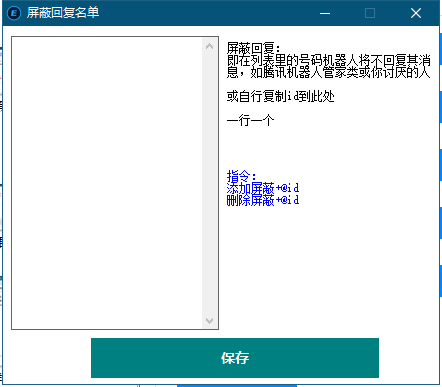 屏蔽回复名单
屏蔽回复:
即在列表里的号码机器人将不回复其消
息，如腾讯机器人管家类或你讨厌的人
或自行复制id到此处
一行一个
指令:
添加屏蔽+@id
删除屏蔽+@id
保存